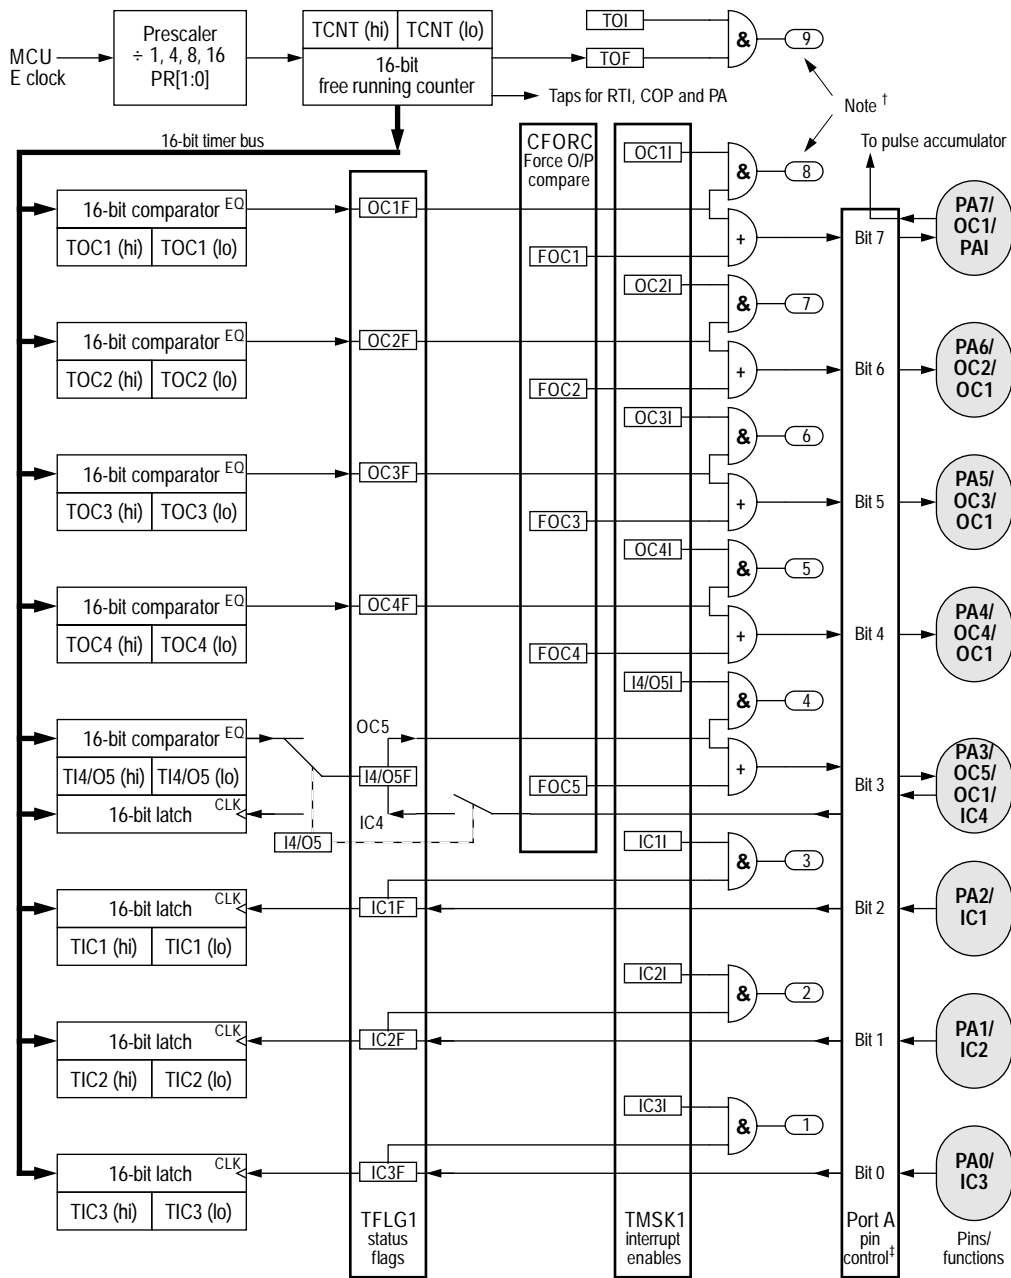 MCU
E clock
Prescaler
÷ 1, 4, 8, 16
PR[1:0]
TCNT (hi) TCNT (lo)
16-bit
free running counter
TOI
TOF
&
9
Taps for RTI, COP and PA
Note †
16-bit timer bus
CFORC
Force O/P
compare
To pulse accumulator
OC1I
&
8
16-bit comparator EQ
TOC1 (hi) TOC1 (lo)
OC1F
FOC1
+
Bit 7
PA7/
OC1/
PAI
OC2I
&
7
16-bit comparator EQ
TOC2 (hi) TOC2 (lo)
OC2F
FOC2
+
Bit 6
PA6/
OC2/
OC1
OC3I
&
6
16-bit comparator EQ
TOC3 (hi) TOC3 (lo)
OC3F
FOC3
+
Bit 5
PA5/
OC3/
OC1
OC4I
&
5
16-bit comparator EQ
TOC4 (hi) TOC4 (lo)
OC4F
FOC4
+
Bit 4
PA4/
OC4/
OC1
I4/O5I
&
4
16-bit comparator EQ
TI4/O5 (hi) TI4/O5 (lo)
16-bit latch CLK
OC5
I4/O5F
IC4
I4/O5
FOC5
+
Bit 3
PA3/
OC5/
OC1/
IC4
IC1I
&
3
16-bit latch CLK
TIC1 (hi) TIC1 (lo)
IC1F
Bit 2
PA2/
IC1
IC2I
&
2
16-bit latch CLK
TIC2 (hi) TIC2 (lo)
IC2F
Bit 1
PA1/
IC2
IC3I
&
1
16-bit latch CLK
TIC3 (hi) TIC3 (lo)
IC3F
Bit 0
PA0/
IC3
TFLG1
status
flags
TMSK1
interrupt
enables
Port A
pin
control‡
Pins/
functions